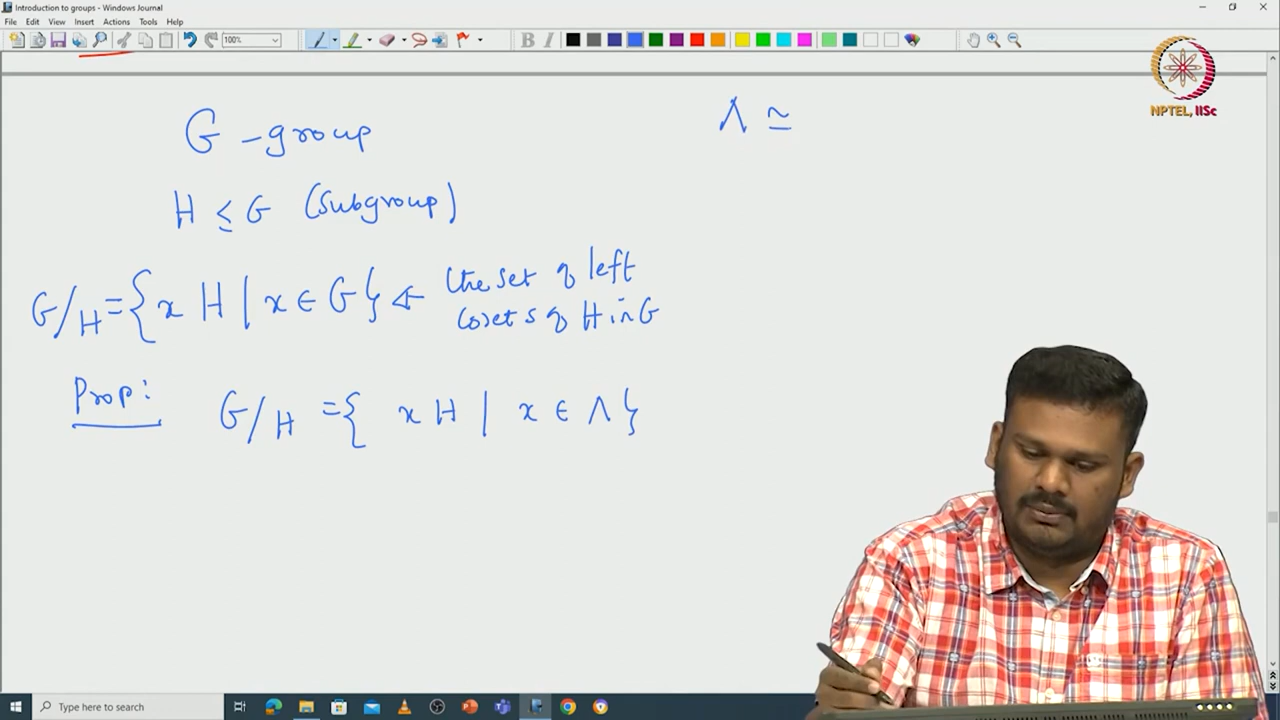 Introduction to groups - Windows Journal
File Edit View Insert Actions Tools Help
100%
B I
NPTEL, IISc
G - group
Λ ≃
H ≤ G (subgroup)
G/H = { x H | x ∈ G } ← the set of left
cosets of H in G
Prop:
G/H = { x H | x ∈ Λ }
Type here to search